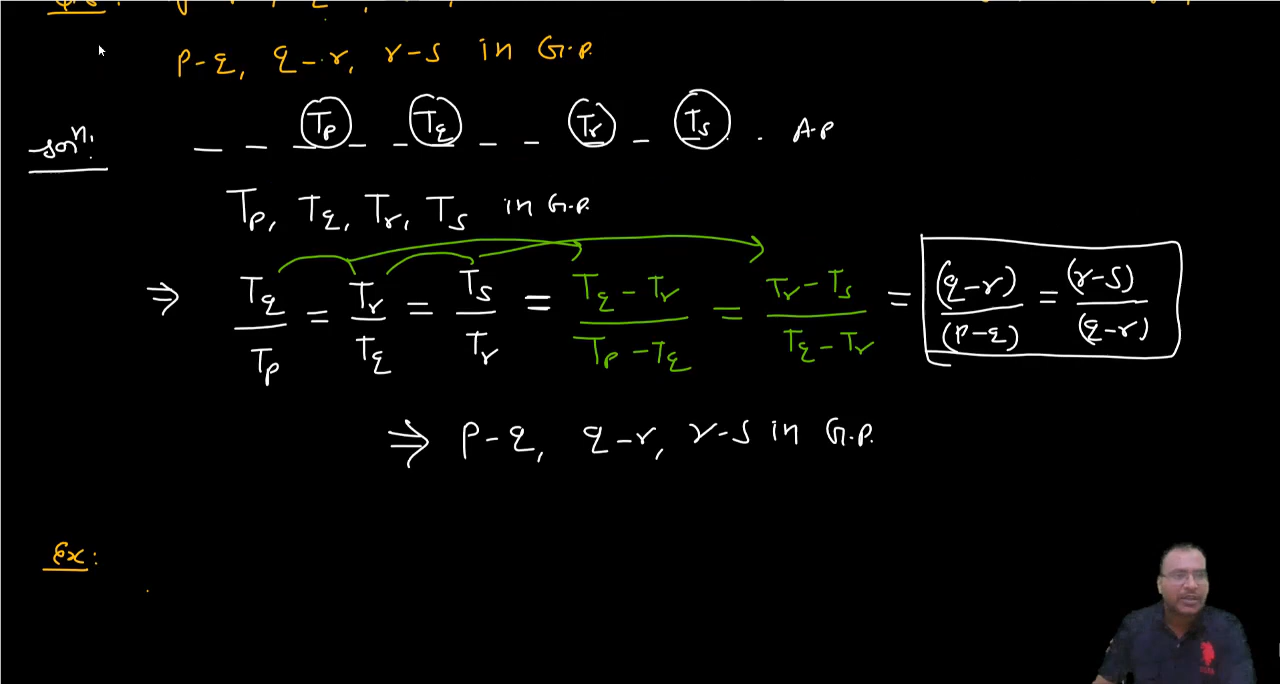 p-q, q-r, r-s in G.P.
Tp Tq Tr Ts A.P
Solⁿ:
Tp, Tq, Tr, Ts in G.P.
⇒ Tq/Tp = Tr/Tq = Ts/Tr = (Tq - Tr)/(Tp - Tq) = (Tr - Ts)/(Tq - Tr) = (q-r)/(p-q) = (r-s)/(q-r)
⇒ p-q, q-r, r-s in G.P.
Ex: